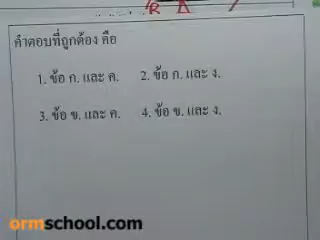 R
คำตอบที่ถูกต้อง คือ
1. ข้อ ก. และ ค. 2. ข้อ ก. และ ง.
3. ข้อ ข. และ ค. 4. ข้อ ข. และ ง.
ormschool.com